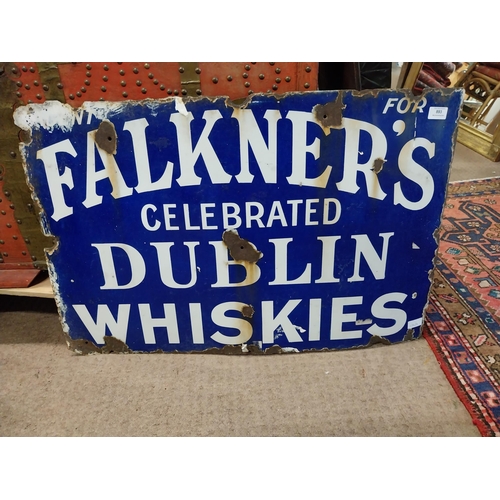 FOR
FALKNER'S
CELEBRATED
DUBLIN
WHISKIES.